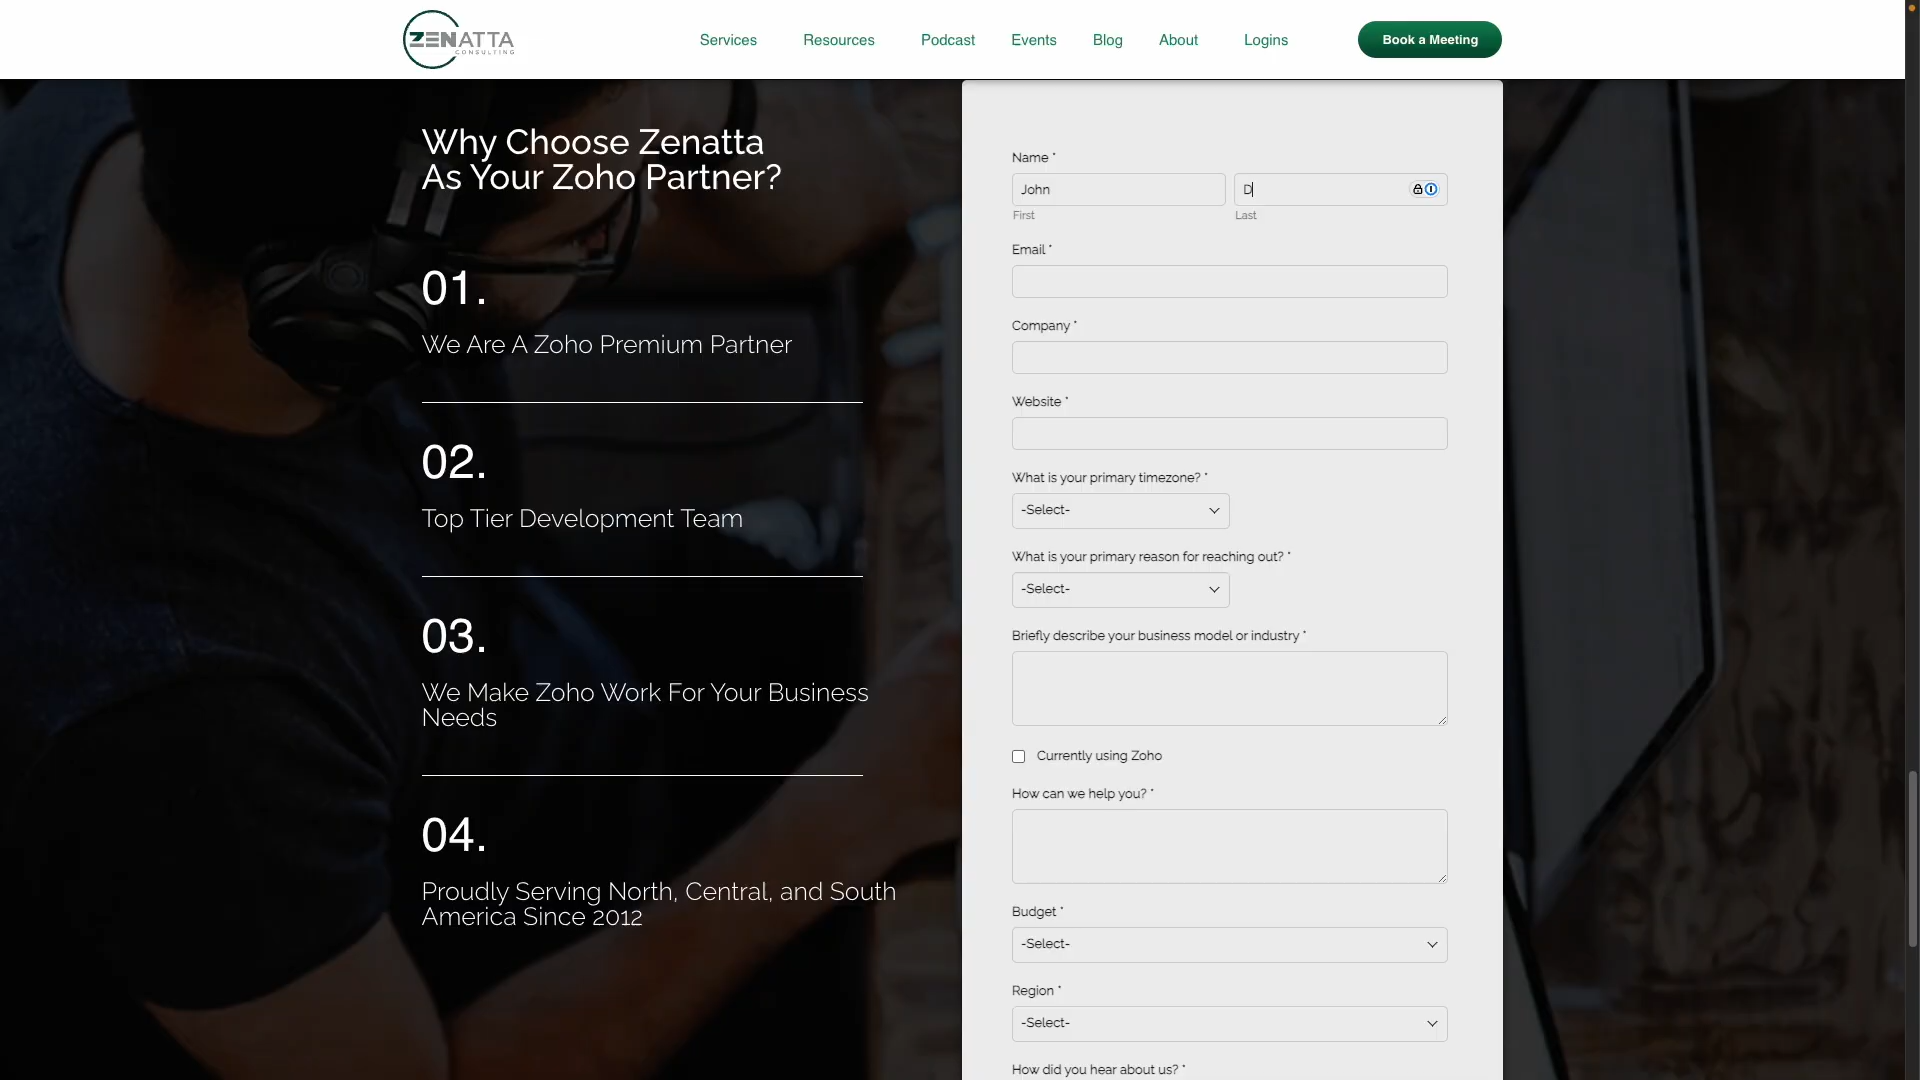 ZENATTA
CONSULTING
Services
Resources
Podcast
Events
Blog
About
Logins
Book a Meeting
Why Choose Zenatta
As Your Zoho Partner?
01.
We Are A Zoho Premium Partner
02.
Top Tier Development Team
03.
We Make Zoho Work For Your Business
Needs
04.
Proudly Serving North, Central, and South
America Since 2012
Name *
John
D
First
Last
Email *
Company *
Website *
What is your primary timezone? *
-Select-
What is your primary reason for reaching out? *
-Select-
Briefly describe your business model or industry *
Currently using Zoho
How can we help you? *
Budget *
-Select-
Region *
-Select-
How did you hear about us? *